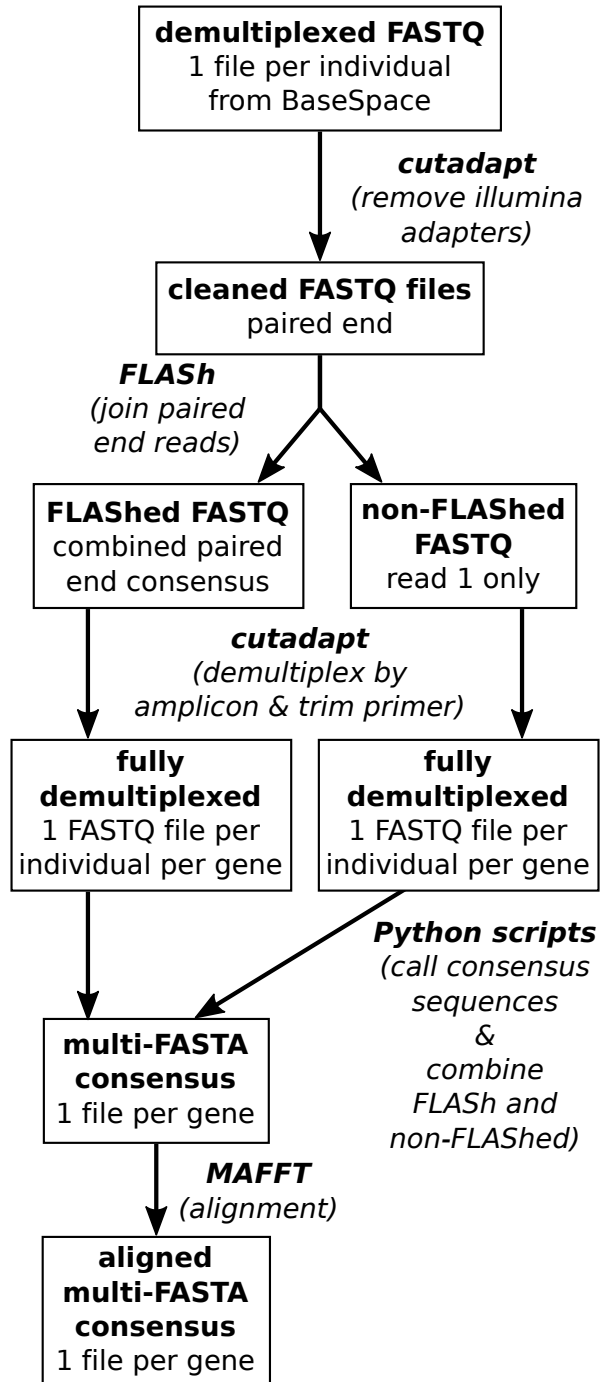 demultiplexed FASTQ
1 file per individual
from BaseSpace
cutadapt
(remove illumina
adapters)
cleaned FASTQ files
paired end
FLASh
(join paired
end reads)
FLAShed FASTQ
combined paired
end consensus
non-FLAShed
FASTQ
read 1 only
cutadapt
(demultiplex by
amplicon & trim primer)
fully
demultiplexed
1 FASTQ file per
individual per gene
fully
demultiplexed
1 FASTQ file per
individual per gene
Python scripts
(call consensus
sequences
&
combine
FLASh and
non-FLAShed)
multi-FASTA
consensus
1 file per gene
MAFFT
(alignment)
aligned
multi-FASTA
consensus
1 file per gene